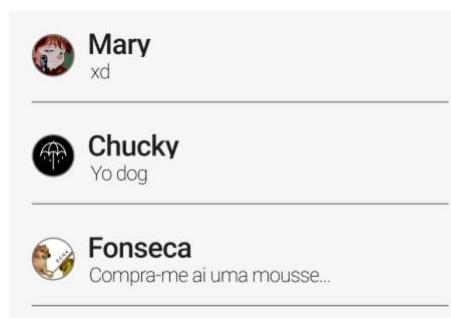 Mary
xd
Chucky
Yo dog
Fonseca
Compra-me ai uma mousse...